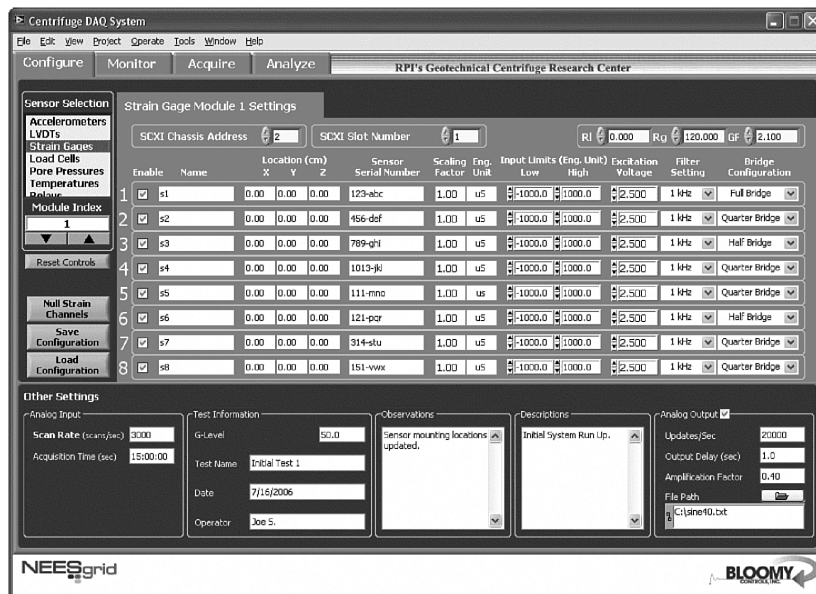 Centrifuge DAQ System
File Edit View Project Operate Tools Window Help
Configure Monitor Acquire Analyze
RPI's Geotechnical Centrifuge Research Center
Sensor Selection
Accelerometers
LVDTs
Strain Gages
Load Cells
Pore Pressures
Temperatures
Relays
Module Index
1
Reset Controls
Null Strain
Channels
Save
Configuration
Load
Configuration
Strain Gage Module 1 Settings
SCXI Chassis Address 2 SCXI Slot Number 1 Rl 0.000 Rg 120.000 GF 2.100
Location (cm) Sensor Scaling Eng. Input Limits (Eng. Unit) Excitation Filter Bridge
Enable Name X Y Z Serial Number Factor Unit Low High Voltage Setting Configuration
1 s1 0.00 0.00 0.00 123-abc 1.00 uS -1000.0 1000.0 2.500 1 kHz Full Bridge
2 s2 0.00 0.00 0.00 456-def 1.00 uS -1000.0 1000.0 2.500 1 kHz Quarter Bridge
3 s3 0.00 0.00 0.00 789-ghi 1.00 uS -1000.0 1000.0 2.500 1 kHz Half Bridge
4 s4 0.00 0.00 0.00 1013-jkl 1.00 uS -1000.0 1000.0 2.500 1 kHz Quarter Bridge
5 s5 0.00 0.00 0.00 111-mno 1.00 us -1000.0 1000.0 2.500 1 kHz Quarter Bridge
6 s6 0.00 0.00 0.00 121-pqr 1.00 uS -1000.0 1000.0 2.500 1 kHz Half Bridge
7 s7 0.00 0.00 0.00 314-stu 1.00 uS -1000.0 1000.0 2.500 1 kHz Quarter Bridge
8 s8 0.00 0.00 0.00 151-vwx 1.00 uS -1000.0 1000.0 2.500 1 kHz Quarter Bridge
Other Settings
Analog Input
Scan Rate (scans/sec) 3000
Acquisition Time (sec) 15:00:00
Test Information
G-Level 50.0
Test Name Initial Test 1
Date 7/16/2006
Operator Joe S.
Observations
Sensor mounting locations
updated.
Descriptions
Initial System Run Up.
Analog Output
Updates/Sec 20000
Output Delay (sec) 1.0
Amplification Factor 0.40
File Path
C:\sine40.txt
NEESgrid
BLOOMY
CONTROLS, INC.